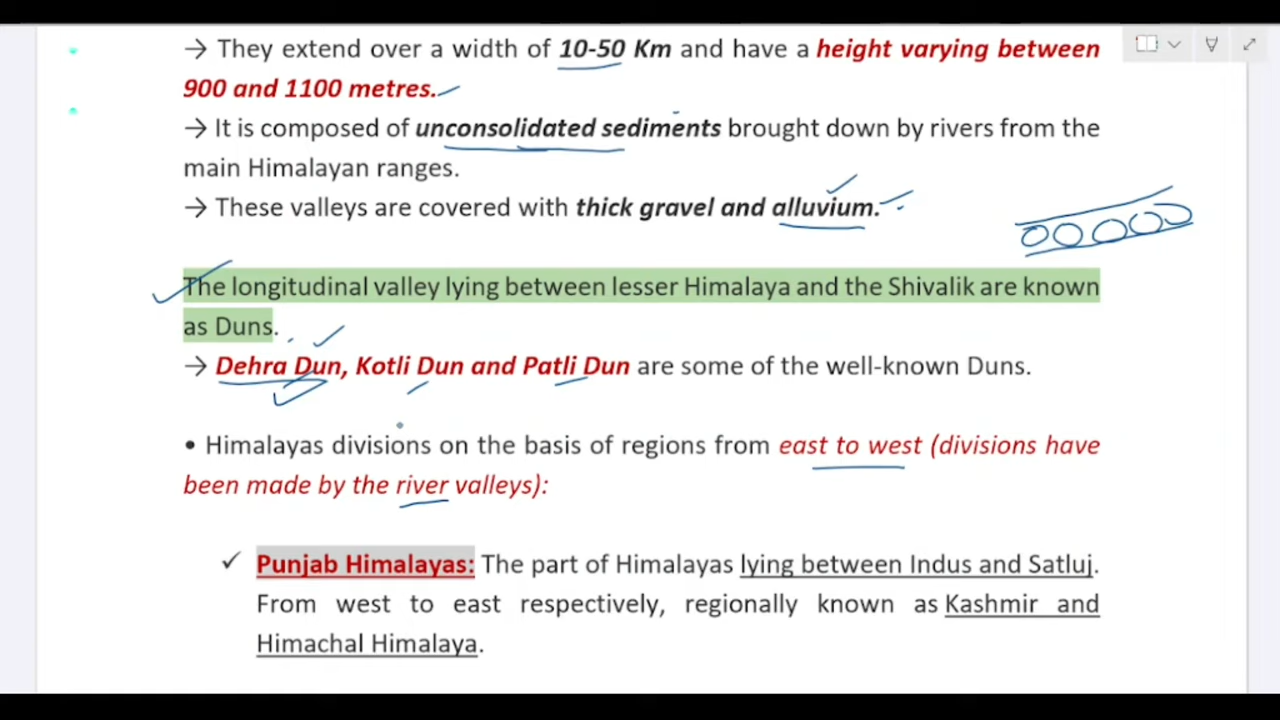 → They extend over a width of 10-50 Km and have a height varying between
900 and 1100 metres.
→ It is composed of unconsolidated sediments brought down by rivers from the
main Himalayan ranges.
→ These valleys are covered with thick gravel and alluvium.
The longitudinal valley lying between lesser Himalaya and the Shivalik are known
as Duns.
→ Dehra Dun, Kotli Dun and Patli Dun are some of the well-known Duns.
• Himalayas divisions on the basis of regions from east to west (divisions have
been made by the river valleys):
✓ Punjab Himalayas: The part of Himalayas lying between Indus and Satluj.
From west to east respectively, regionally known as Kashmir and
Himachal Himalaya.